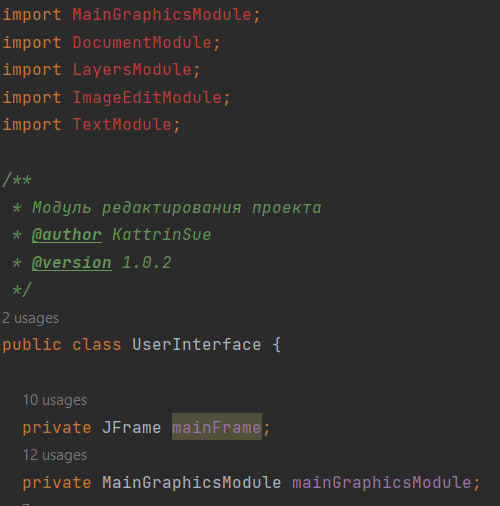 import MainGraphicsModule;
import DocumentModule;
import LayersModule;
import ImageEditModule;
import TextModule;
/**
* Модуль редактирования проекта
* @author KattrinSue
* @version 1.0.2
*/
2 usages
public class UserInterface {
10 usages
private JFrame mainFrame;
12 usages
private MainGraphicsModule mainGraphicsModule;